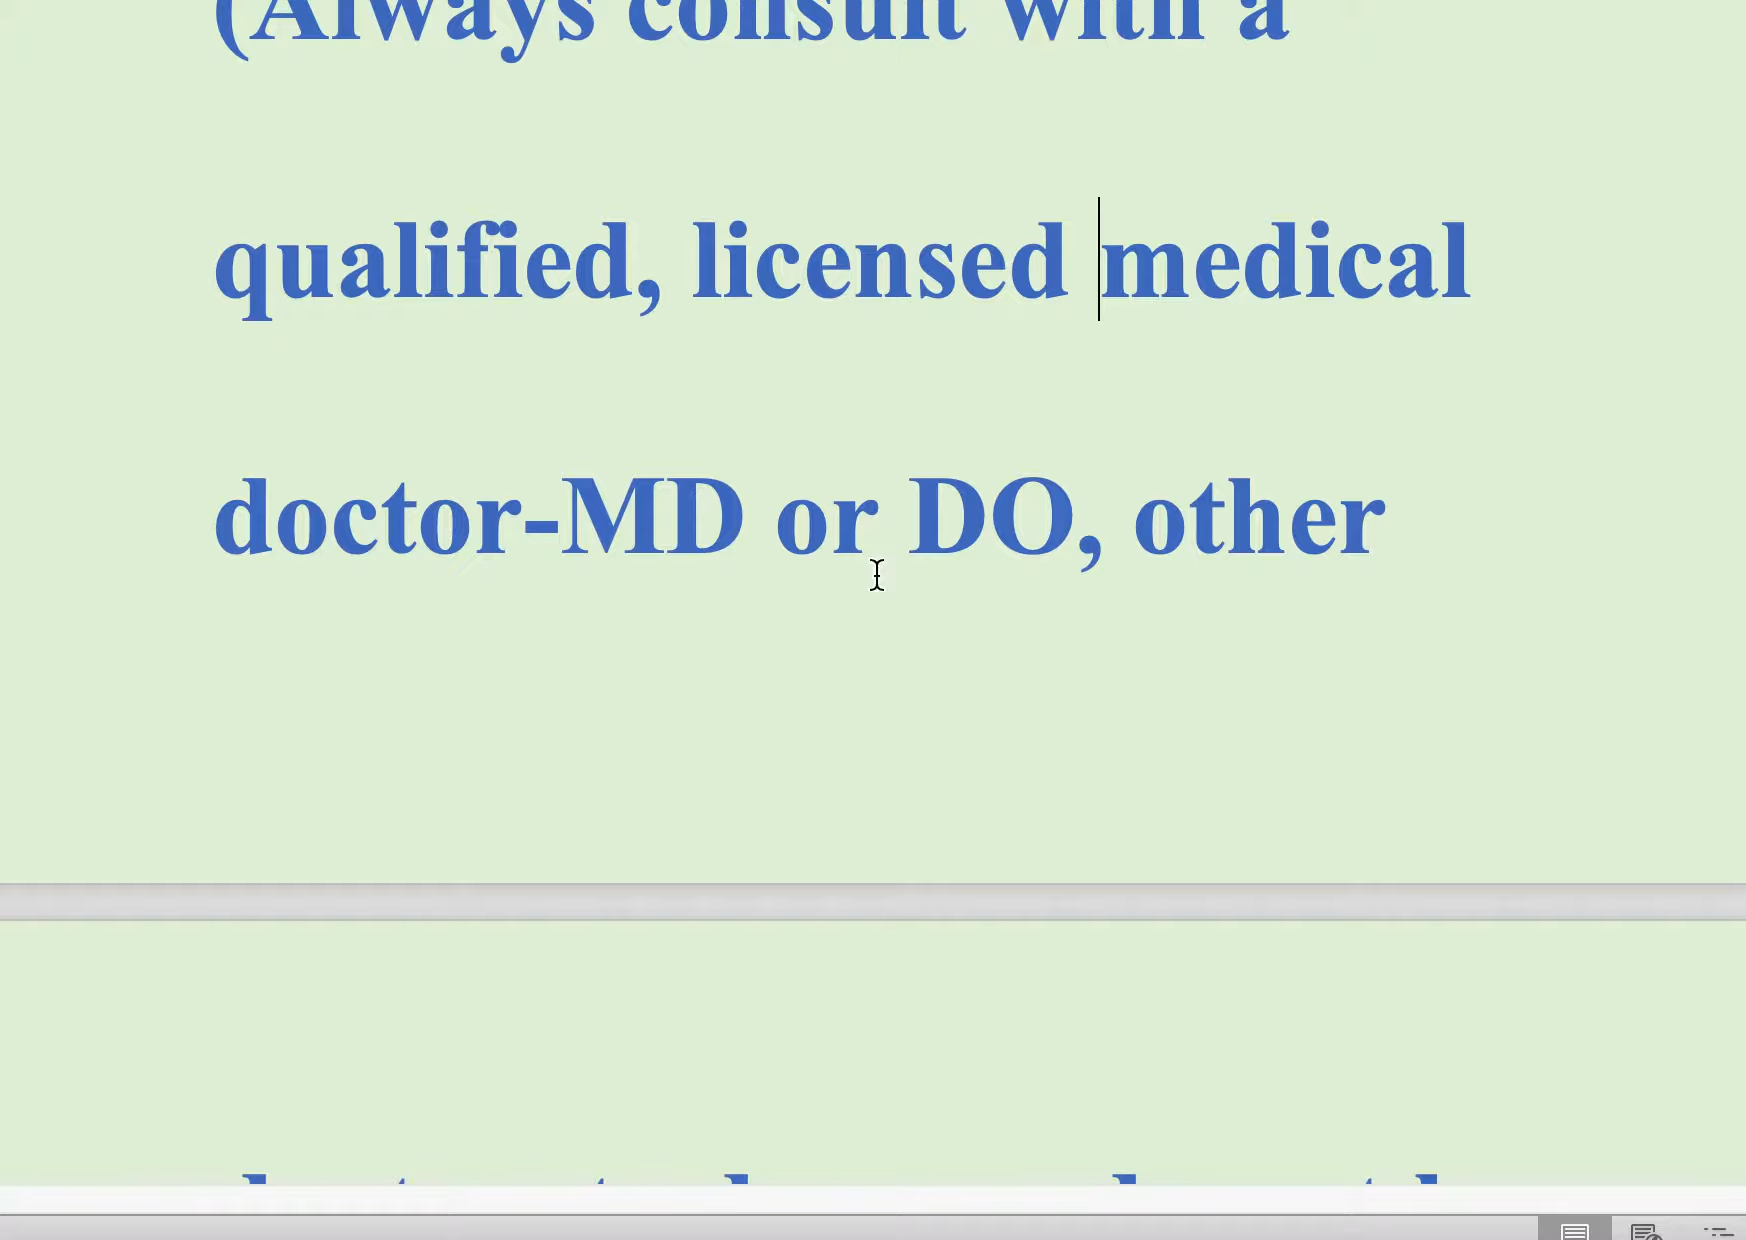 (Always consult with a
qualified, licensed medical
doctor-MD or DO, other